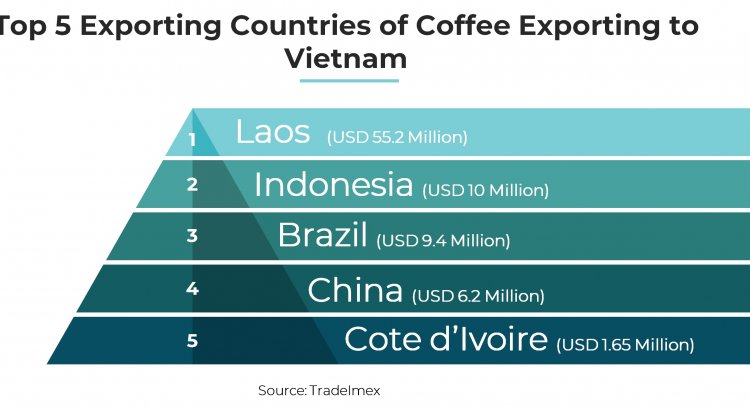 Top 5 Exporting Countries of Coffee Exporting to
Vietnam
1 Laos (USD 55.2 Million)
2 Indonesia (USD 10 Million)
3 Brazil (USD 9.4 Million)
4 China (USD 6.2 Million)
5 Cote d'Ivoire (USD 1.65 Million)
Source: TradeImex